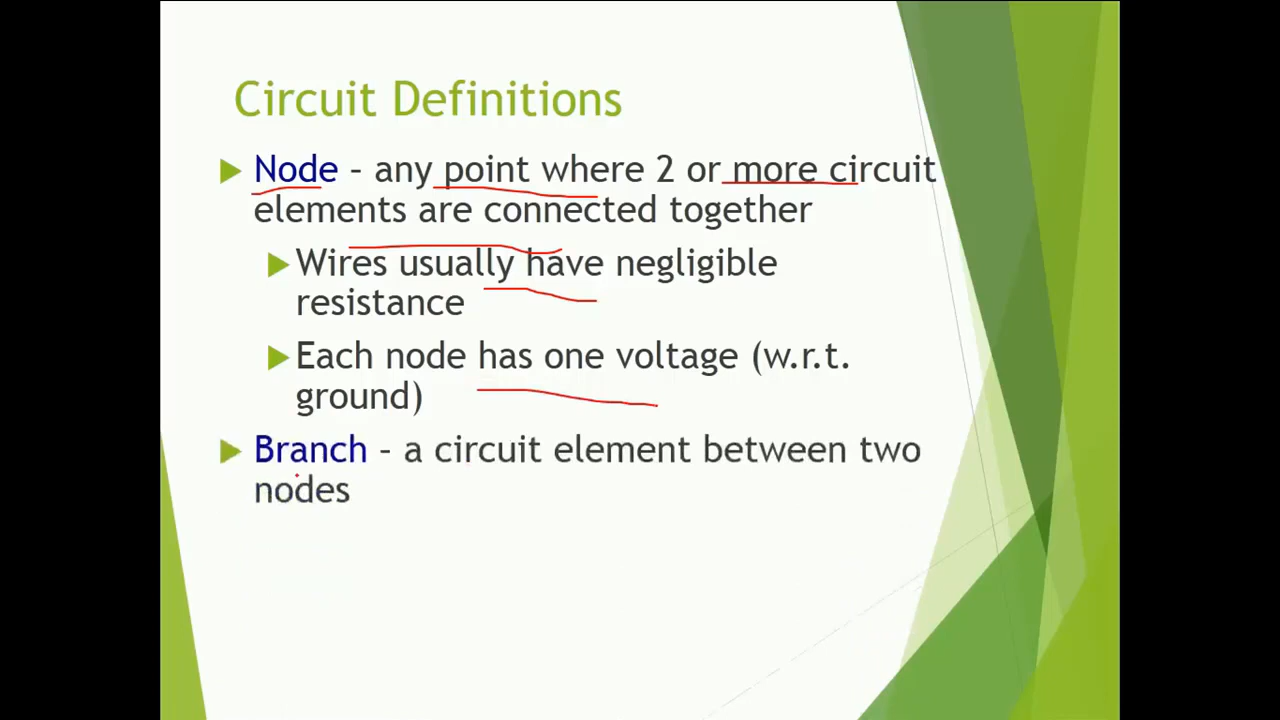 Circuit Definitions
Node – any point where 2 or more circuit
elements are connected together
Wires usually have negligible
resistance
Each node has one voltage (w.r.t.
ground)
Branch – a circuit element between two
nodes